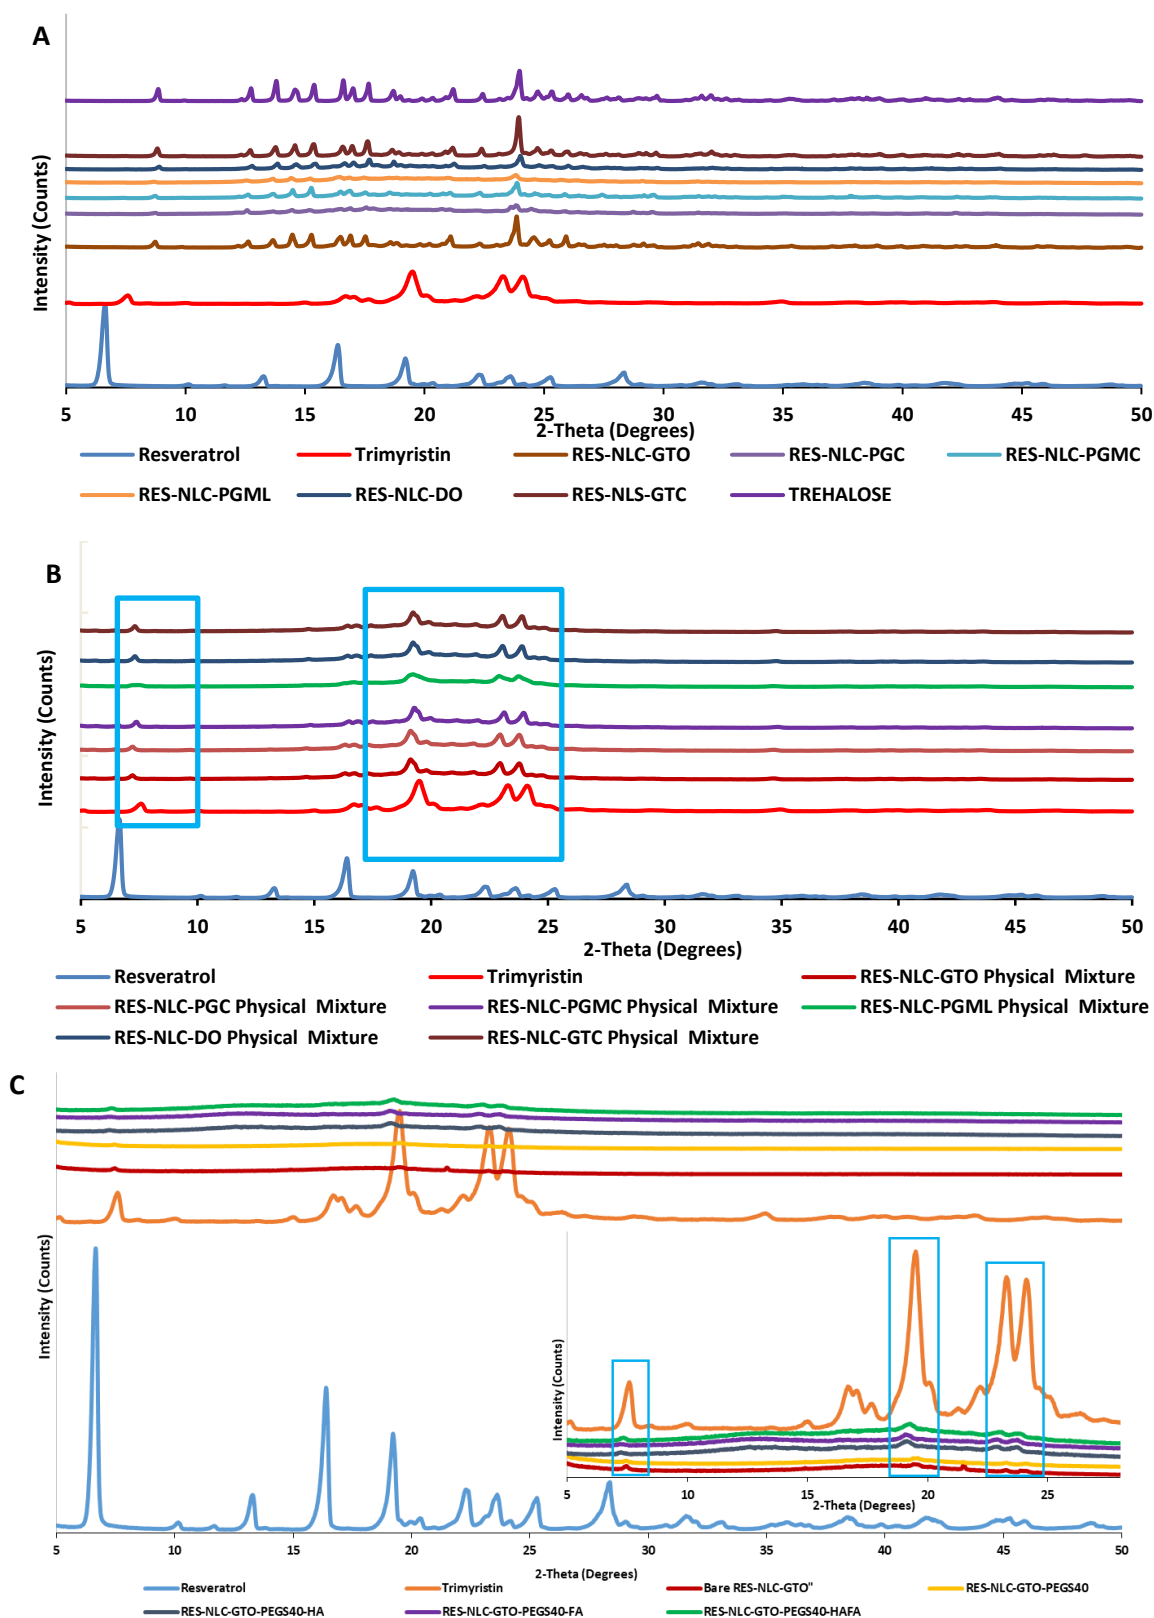 A
Intensity (Counts)
5 10 15 20 25 30 35 40 45 50
2-Theta (Degrees)
Resveratrol Trimyristin RES-NLC-GTO RES-NLC-PGC RES-NLC-PGMC
RES-NLC-PGML RES-NLC-DO RES-NLS-GTC TREHALOSE
B
Intensity (Counts)
5 10 15 20 25 30 35 40 45 50
2-Theta (Degrees)
Resveratrol Trimyristin RES-NLC-GTO Physical Mixture
RES-NLC-PGC Physical Mixture RES-NLC-PGMC Physical Mixture RES-NLC-PGML Physical Mixture
RES-NLC-DO Physical Mixture RES-NLC-GTC Physical Mixture
C
Intensity (Counts)
Intensity (Counts)
5 10 15 20 25
2-Theta (Degrees)
5 10 15 20 25 30 35 40 45 50
2-Theta (Degrees)
Resveratrol Trimyristin Bare RES-NLC-GTO" RES-NLC-GTO-PEGS40
RES-NLC-GTO-PEGS40-HA RES-NLC-GTO-PEGS40-FA RES-NLC-GTO-PEGS40-HAFA